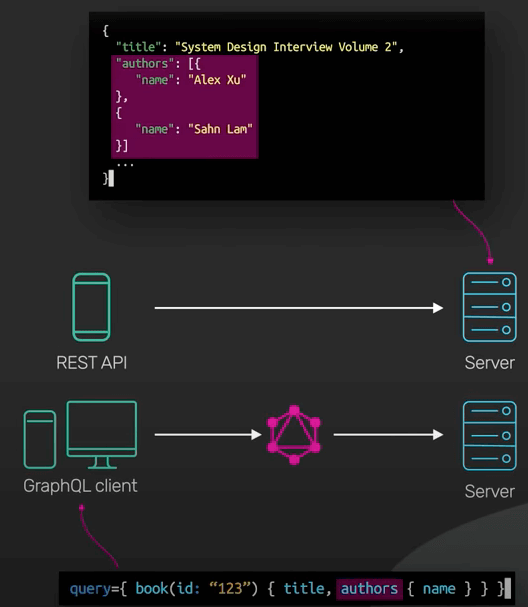 {
"title": "System Design Interview Volume 2",
"authors": [{
"name": "Alex Xu"
},
{
"name": "Sahn Lam"
}]
...
}
REST API
Server
GraphQL client
Server
query={ book(id: “123”) { title, authors { name } } }